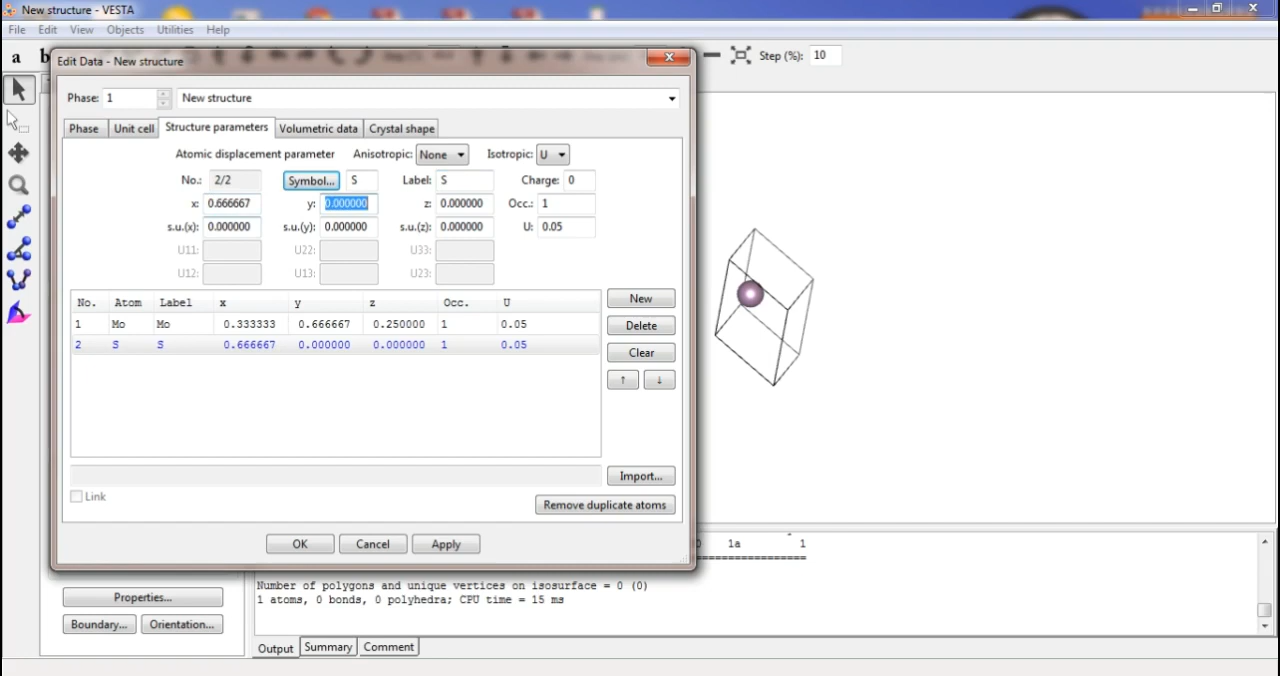 New structure - VESTA
File Edit View Objects Utilities Help
a b Step (%): 10
Edit Data - New structure
Phase: 1 New structure
Phase Unit cell Structure parameters Volumetric data Crystal shape
Atomic displacement parameter Anisotropic: None Isotropic: U
No.: 2/2 Symbol... S Label: S Charge: 0
x: 0.666667 y: 0.000000 z: 0.000000 Occ.: 1
s.u.(x): 0.000000 s.u.(y): 0.000000 s.u.(z): 0.000000 U: 0.05
U11: U22: U33:
U12: U13: U23:
No. Atom Label x y z Occ. U
1 Mo Mo 0.333333 0.666667 0.250000 1 0.05
2 S S 0.666667 0.000000 0.000000 1 0.05
New
Delete
Clear
↑ ↓
Import...
Link
Remove duplicate atoms
OK Cancel Apply
1a 1
==================
Number of polygons and unique vertices on isosurface = 0 (0)
1 atoms, 0 bonds, 0 polyhedra; CPU time = 15 ms
Properties...
Boundary... Orientation...
Output Summary Comment